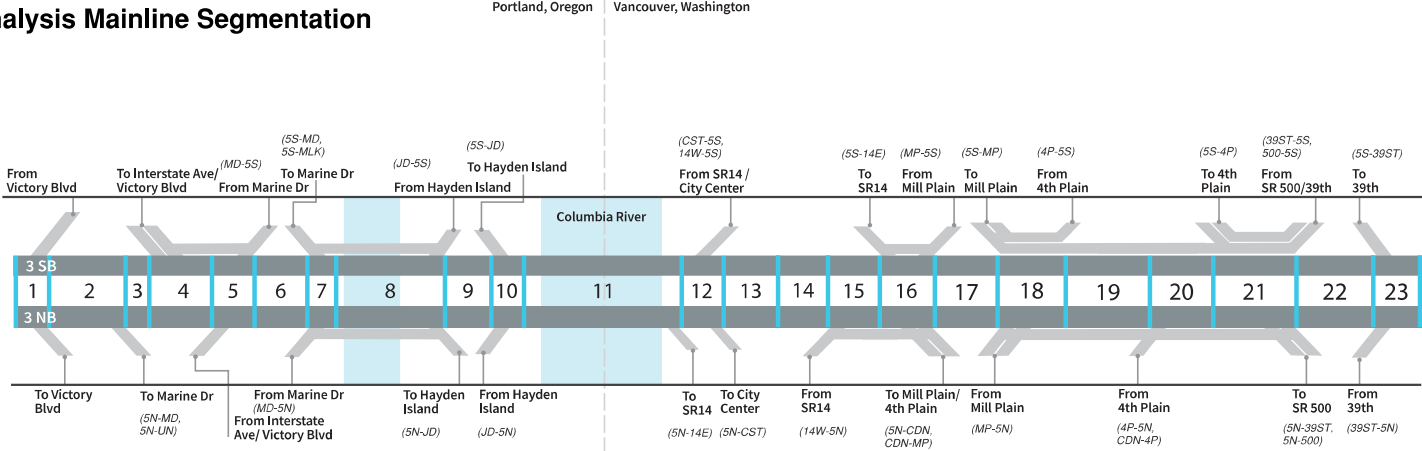 Portland, Oregon
Vancouver, Washington
nalysis Mainline Segmentation
From
Victory Blvd
To Interstate Ave/
Victory Blvd
(MD-5S)
From Marine Dr
(5S-MD,
5S-MLK)
To Marine Dr
(JD-5S)
From Hayden Island
(5S-JD)
To Hayden Island
Columbia River
(CST-5S,
14W-5S)
From SR14 /
City Center
(5S-14E)
To
SR14
(MP-5S)
From
Mill Plain
(5S-MP)
To
Mill Plain
(4P-5S)
From
4th Plain
(5S-4P)
To 4th
Plain
(39ST-5S,
500-5S)
From
SR 500/39th
(5S-39ST)
To
39th
3 SB
1 2 3 4 5 6 7 8 9 10 11 12 13 14 15 16 17 18 19 20 21 22 23
3 NB
To Victory
Blvd
To Marine Dr
(5N-MD,
5N-UN)
From Marine Dr
(MD-5N)
From Interstate
Ave/ Victory Blvd
To Hayden
Island
(5N-JD)
From Hayden
Island
(JD-5N)
To
SR14
(5N-14E)
To City
Center
(5N-CST)
From
SR14
(14W-5N)
To Mill Plain/
4th Plain
(5N-CDN,
CDN-MP)
From
Mill Plain
(MP-5N)
From
4th Plain
(4P-5N,
CDN-4P)
To
SR 500
(5N-39ST,
5N-500)
From
39th
(39ST-5N)